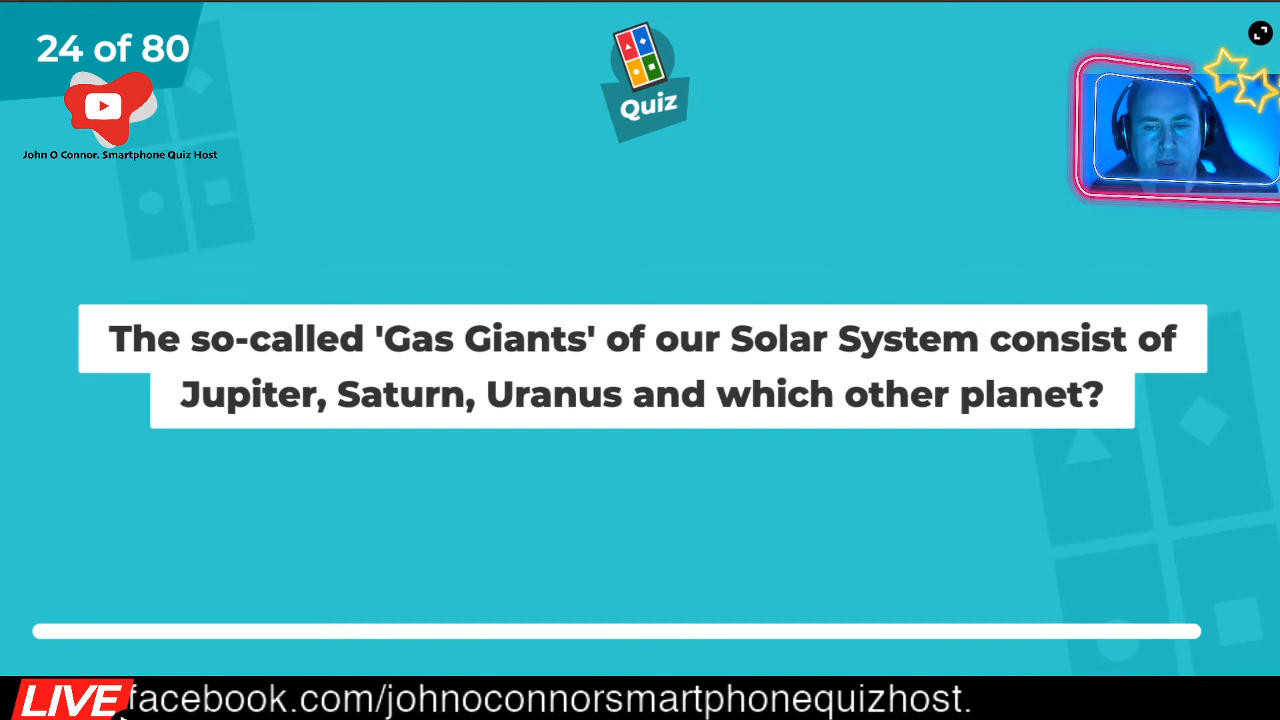 24 of 80
Quiz
John O Connor. Smartphone Quiz Host
The so-called 'Gas Giants' of our Solar System consist of
Jupiter, Saturn, Uranus and which other planet?
LIVE
facebook.com/johnoconnorsmartphonequizhost.